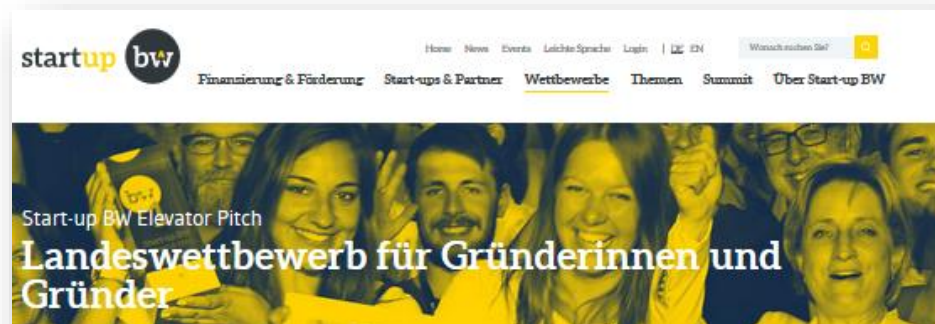 startup bw
Home News Events Leichte Sprache Login | DE EN Wonach suchen Sie?
Finanzierung & Förderung Start-ups & Partner Wettbewerbe Themen Summit Über Start-up BW
Start-up BW Elevator Pitch
Landeswettbewerb für Gründerinnen und
Gründer